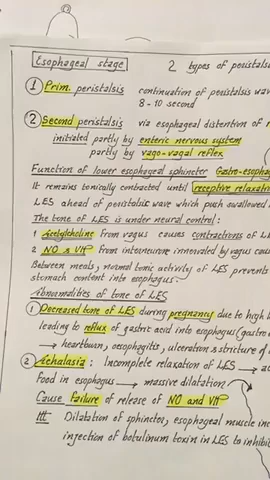 Esophageal stage 2 types of peristals
① Prim. peristalsis continuation of peristalsis wav
8 - 10 second
② Second peristalsis via esophageal distention of
initiated partly by enteric nervous system
partly by vago-vagal reflex
Function of lower esophageal sphincter Gastro-esophag
It remains tonically contracted until receptive relaxati
LES ahead of peristolic wave which push swallowed
The tone of LES is under neural control:
1 Acetylcholine from vagus causes contractions of LE
2 NO & VIP from interneuron innervated by vagus caus
Between meals, normal tonic activity of LES prevents
stomach content into esophagus.
Abnormalities of tone of LES
① Decreased tone of LES during pregnancy due to high
leading to reflux of gastric acid into esophagus (gastro
→ heartburn, oesophagitis, ulceration & stricture of
② Achalasia : Incomplete relaxation of LES → a
Food in esophagus → massive dilatation
Cause failure of release of NO and VIP
ttt Dilatation of sphincter, esophageal muscle inc
injection of botulinum toxin in LES to inhibi